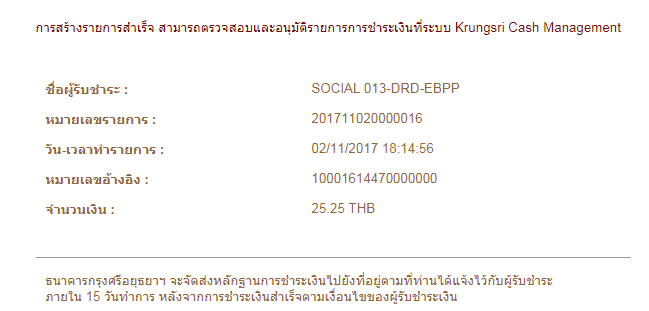 การสร้างรายการสำเร็จ สามารถตรวจสอบและอนุมัติรายการการชำระเงินที่ระบบ Krungsri Cash Management
ชื่อผู้รับชำระ : SOCIAL 013-DRD-EBPP
หมายเลขรายการ : 201711020000016
วัน-เวลาทำรายการ : 02/11/2017 18:14:56
หมายเลขอ้างอิง : 10001614470000000
จำนวนเงิน : 25.25 THB
ธนาคารกรุงศรีอยุธยาฯ จะจัดส่งหลักฐานการชำระเงินไปยังที่อยู่ตามที่ท่านได้แจ้งไว้กับผู้รับชำระ
ภายใน 15 วันทำการ หลังจากการชำระเงินสำเร็จตามเงื่อนไขของผู้รับชำระเงิน